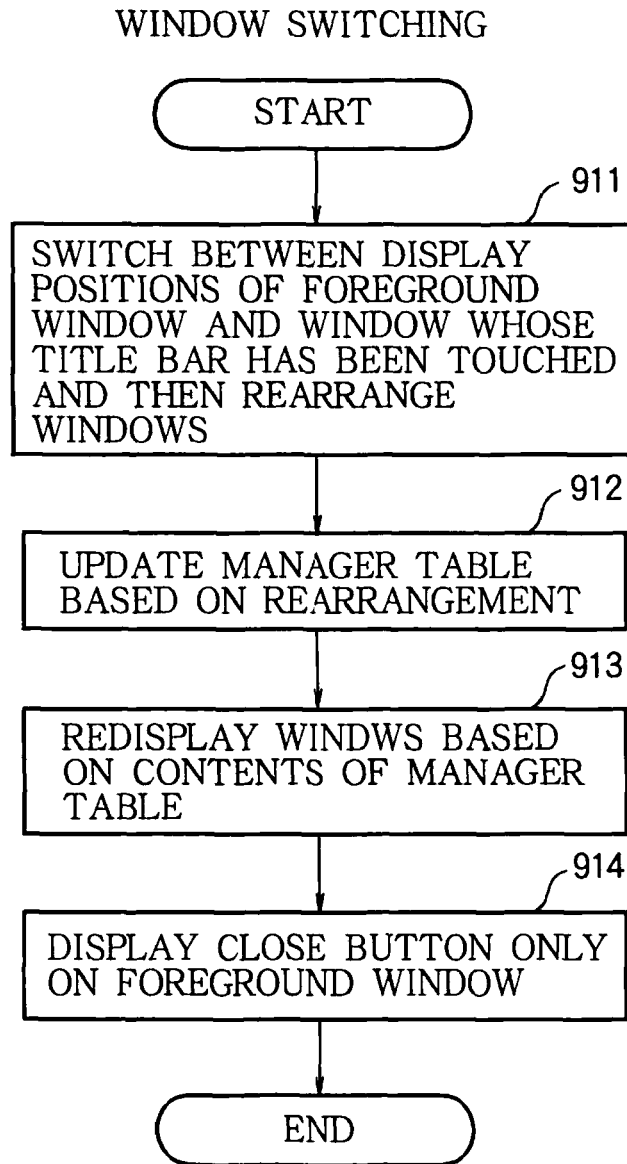 WINDOW SWITCHING
START
911
SWITCH BETWEEN DISPLAY
POSITIONS OF FOREGROUND
WINDOW AND WINDOW WHOSE
TITLE BAR HAS BEEN TOUCHED
AND THEN REARRANGE
WINDOWS
912
UPDATE MANAGER TABLE
BASED ON REARRANGEMENT
913
REDISPLAY WINDWS BASED
ON CONTENTS OF MANAGER
TABLE
914
DISPLAY CLOSE BUTTON ONLY
ON FOREGROUND WINDOW
END